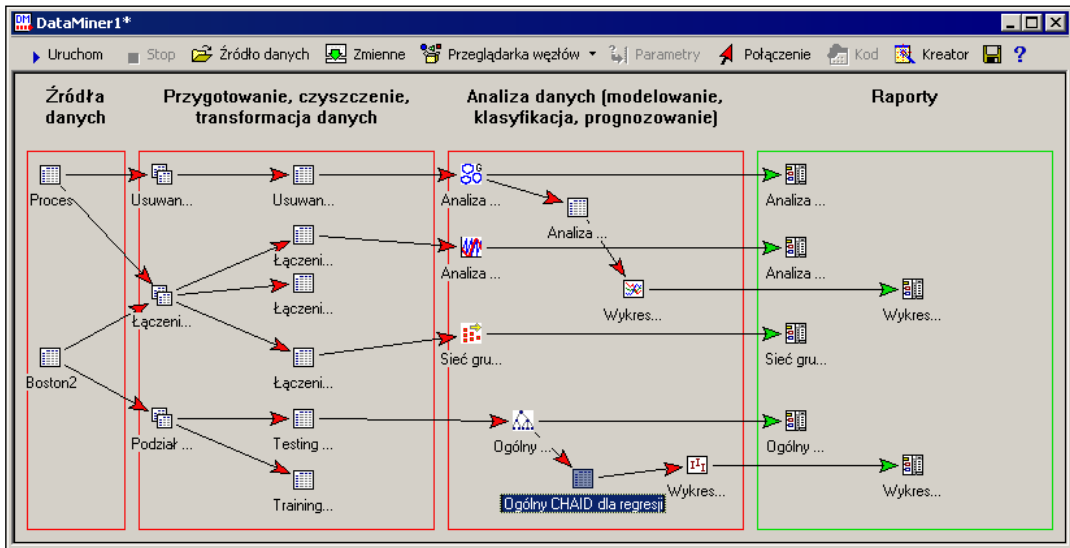 DataMiner1*
Uruchom Stop Źródło danych Zmienne Przeglądarka węzłów Parametry Połączenie Kod Kreator ?
Źródła danych
Przygotowanie, czyszczenie, transformacja danych
Analiza danych (modelowanie, klasyfikacja, prognozowanie)
Raporty
Proces Usuwan... Usuwan... Analiza ... Analiza ...
Analiza ...
Łączeni... Analiza ... Analiza ...
Łączeni... Łączeni... Wykres... Wykres...
Boston2 Łączeni... Sieć gru... Sieć gru...
Podział ... Testing ... Ogólny ... Ogólny ...
Training... Ogólny CHAID dla regresji Wykres... Wykres...